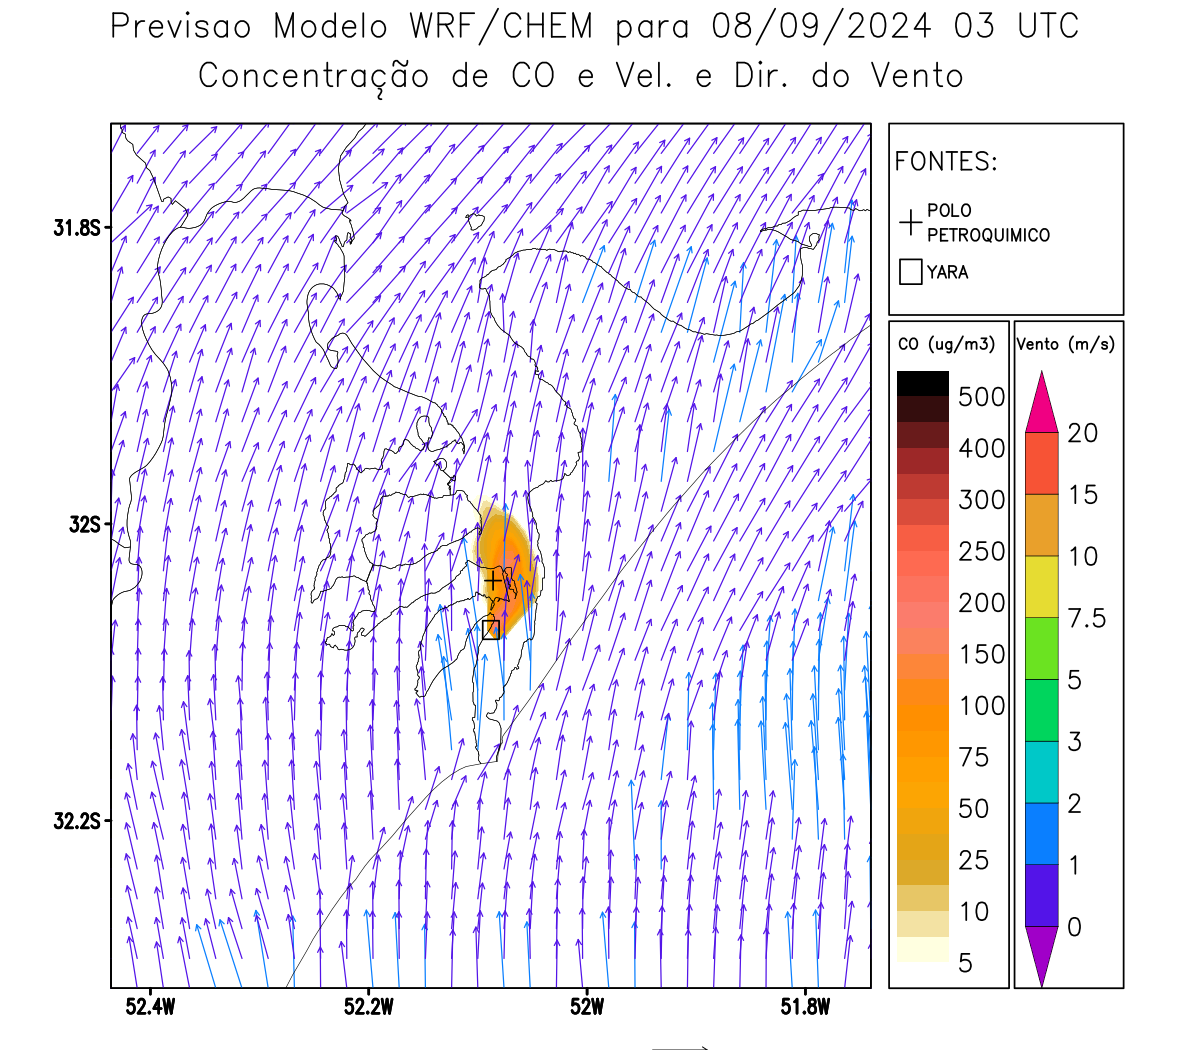 Previsao Modelo WRF/CHEM para 08/09/2024 03 UTC
Concentração de CO e Vel. e Dir. do Vento
FONTES:
POLO
PETROQUIMICO
YARA
CO (ug/m3)
500
400
300
250
200
150
100
75
50
25
10
5
Vento (m/s)
20
15
10
7.5
5
3
2
1
0
31.8S
32S
32.2S
52.4W
52.2W
52W
51.8W